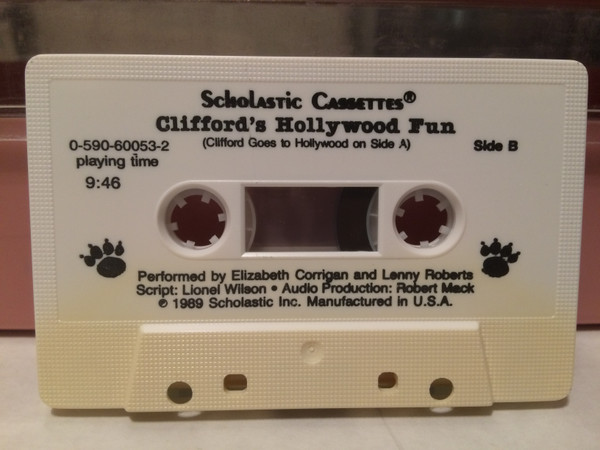 Scholastic Cassettes®
Clifford's Hollywood Fun
0-590-60053-2
(Clifford Goes to Hollywood on Side A)
Side B
playing time
9:46
Performed by Elizabeth Corrigan and Lenny Roberts
Script: Lionel Wilson • Audio Production: Robert Mack
℗ 1989 Scholastic Inc. Manufactured in U.S.A.